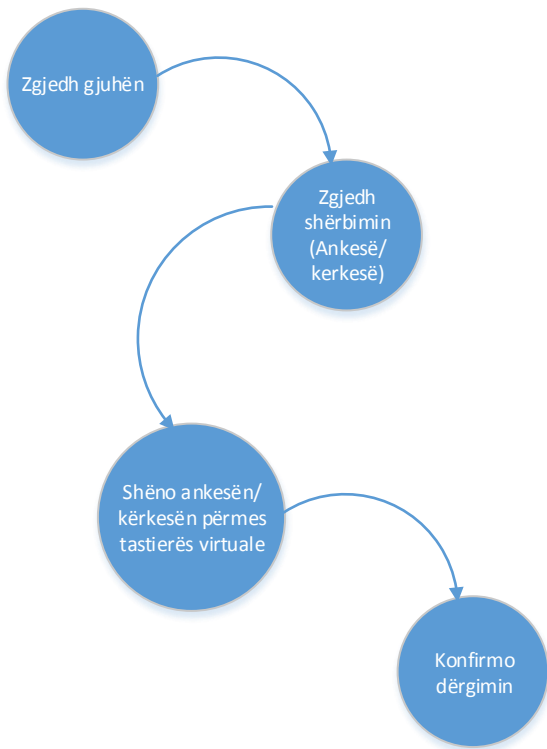 Zgjedh gjuhën
Zgjedh
shërbimin
(Ankesë/
kerkesë)
Shëno ankesën/
kërkesën përmes
tastierës virtuale
Konfirmo
dërgimin